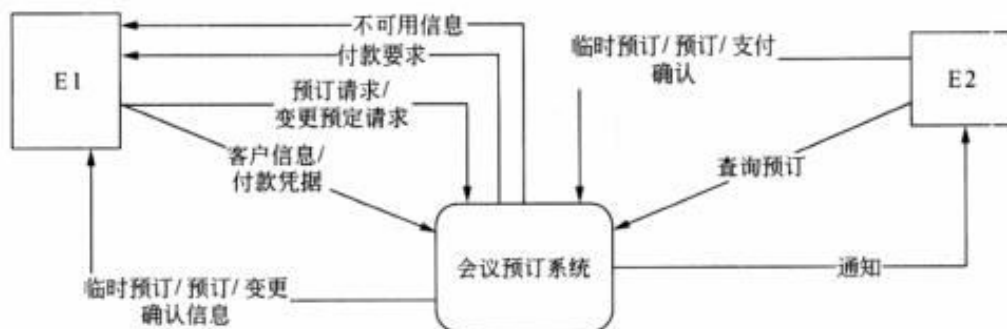 不可用信息
付款要求
E1
预订请求/
变更预定请求
客户信息/
付款凭据
临时预订/预订/支付
确认
E2
查询预订
会议预订系统
通知
临时预订/预订/变更
确认信息